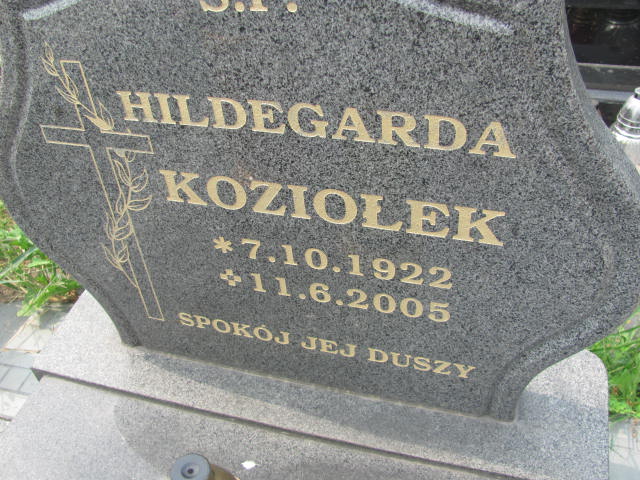 Ś.P.
HILDEGARDA
KOZIOŁEK
*7.10.1922
✢11.6.2005
SPOKÓJ JEJ DUSZY